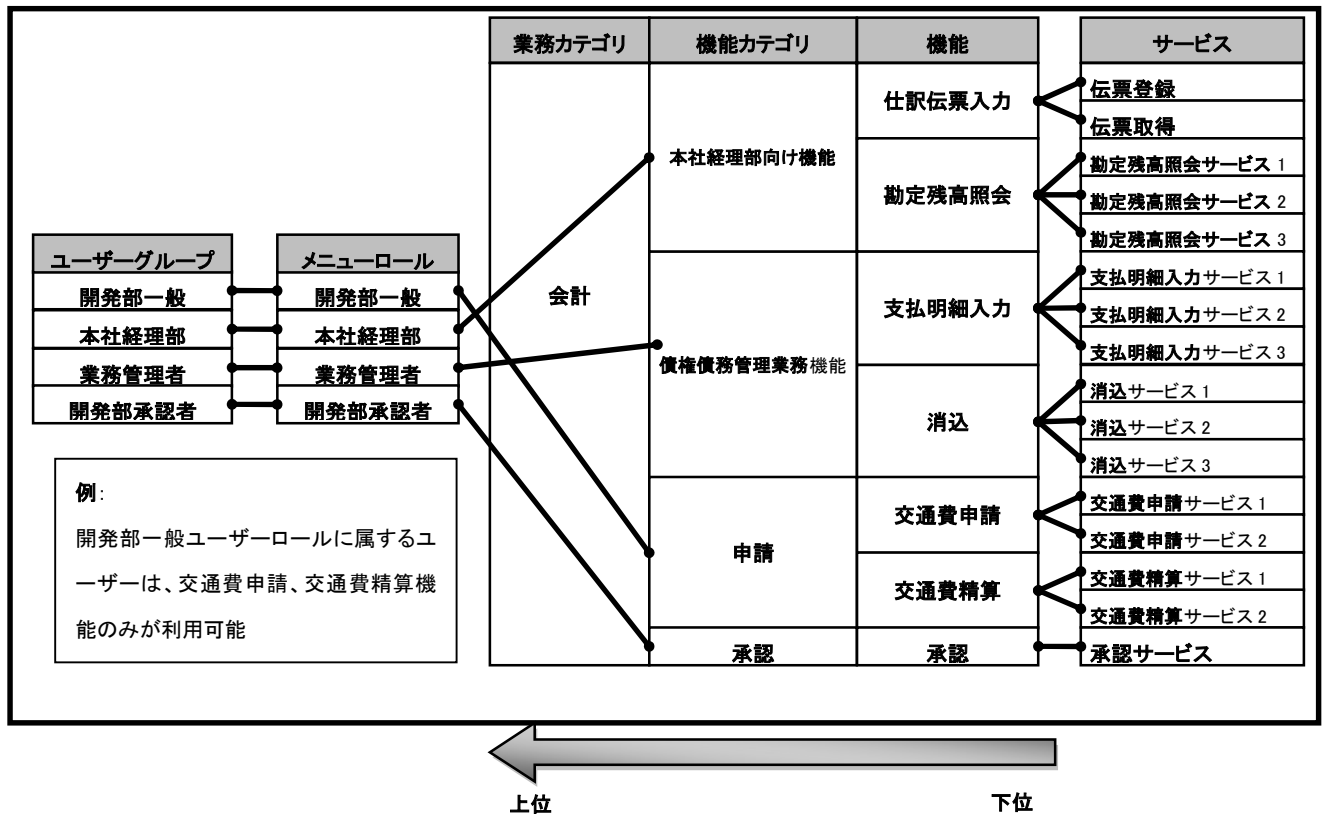 業務カテゴリ 機能カテゴリ 機能 サービス
会計
本社経理部向け機能
仕訳伝票入力
伝票登録
伝票取得
勘定残高照会
勘定残高照会サービス 1
勘定残高照会サービス 2
勘定残高照会サービス 3
債権債務管理業務機能
支払明細入力
支払明細入力サービス 1
支払明細入力サービス 2
支払明細入力サービス 3
消込
消込サービス 1
消込サービス 2
消込サービス 3
申請
交通費申請
交通費申請サービス 1
交通費申請サービス 2
交通費精算
交通費精算サービス 1
交通費精算サービス 2
承認 承認 承認サービス
ユーザーグループ メニューロール
開発部一般 開発部一般
本社経理部 本社経理部
業務管理者 業務管理者
開発部承認者 開発部承認者
例:
開発部一般ユーザーロールに属するユ
ーザーは、交通費申請、交通費精算機
能のみが利用可能
上位 下位